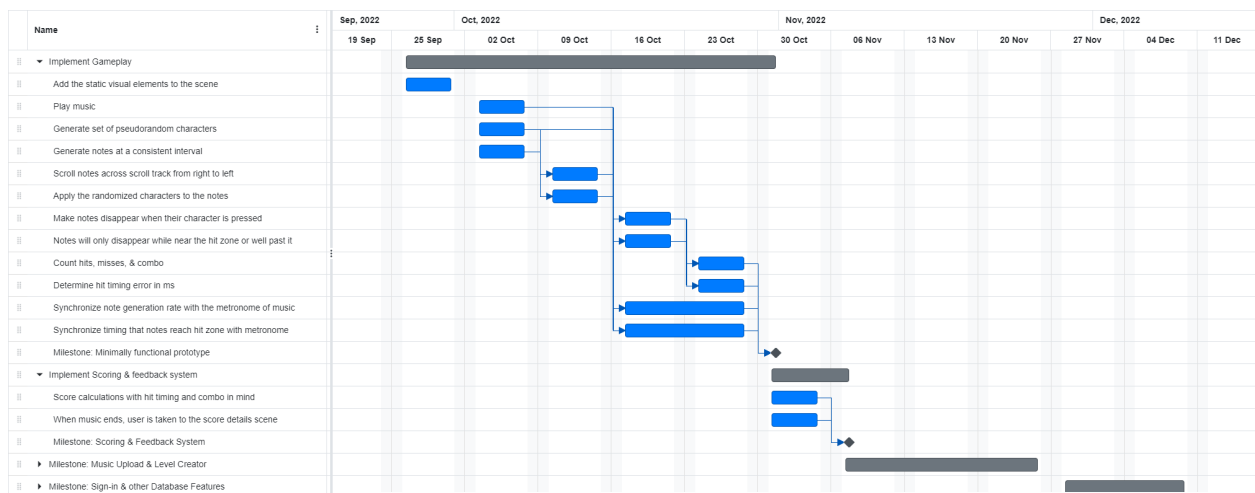 Name
Sep, 2022 Oct, 2022 Nov, 2022 Dec, 2022
19 Sep 25 Sep 02 Oct 09 Oct 16 Oct 23 Oct 30 Oct 06 Nov 13 Nov 20 Nov 27 Nov 04 Dec 11 Dec
Implement Gameplay
Add the static visual elements to the scene
Play music
Generate set of pseudorandom characters
Generate notes at a consistent interval
Scroll notes across scroll track from right to left
Apply the randomized characters to the notes
Make notes disappear when their character is pressed
Notes will only disappear while near the hit zone or well past it
Count hits, misses, & combo
Determine hit timing error in ms
Synchronize note generation rate with the metronome of music
Synchronize timing that notes reach hit zone with metronome
Milestone: Minimally functional prototype
Implement Scoring & feedback system
Score calculations with hit timing and combo in mind
When music ends, user is taken to the score details scene
Milestone: Scoring & Feedback System
Milestone: Music Upload & Level Creator
Milestone: Sign-in & other Database Features